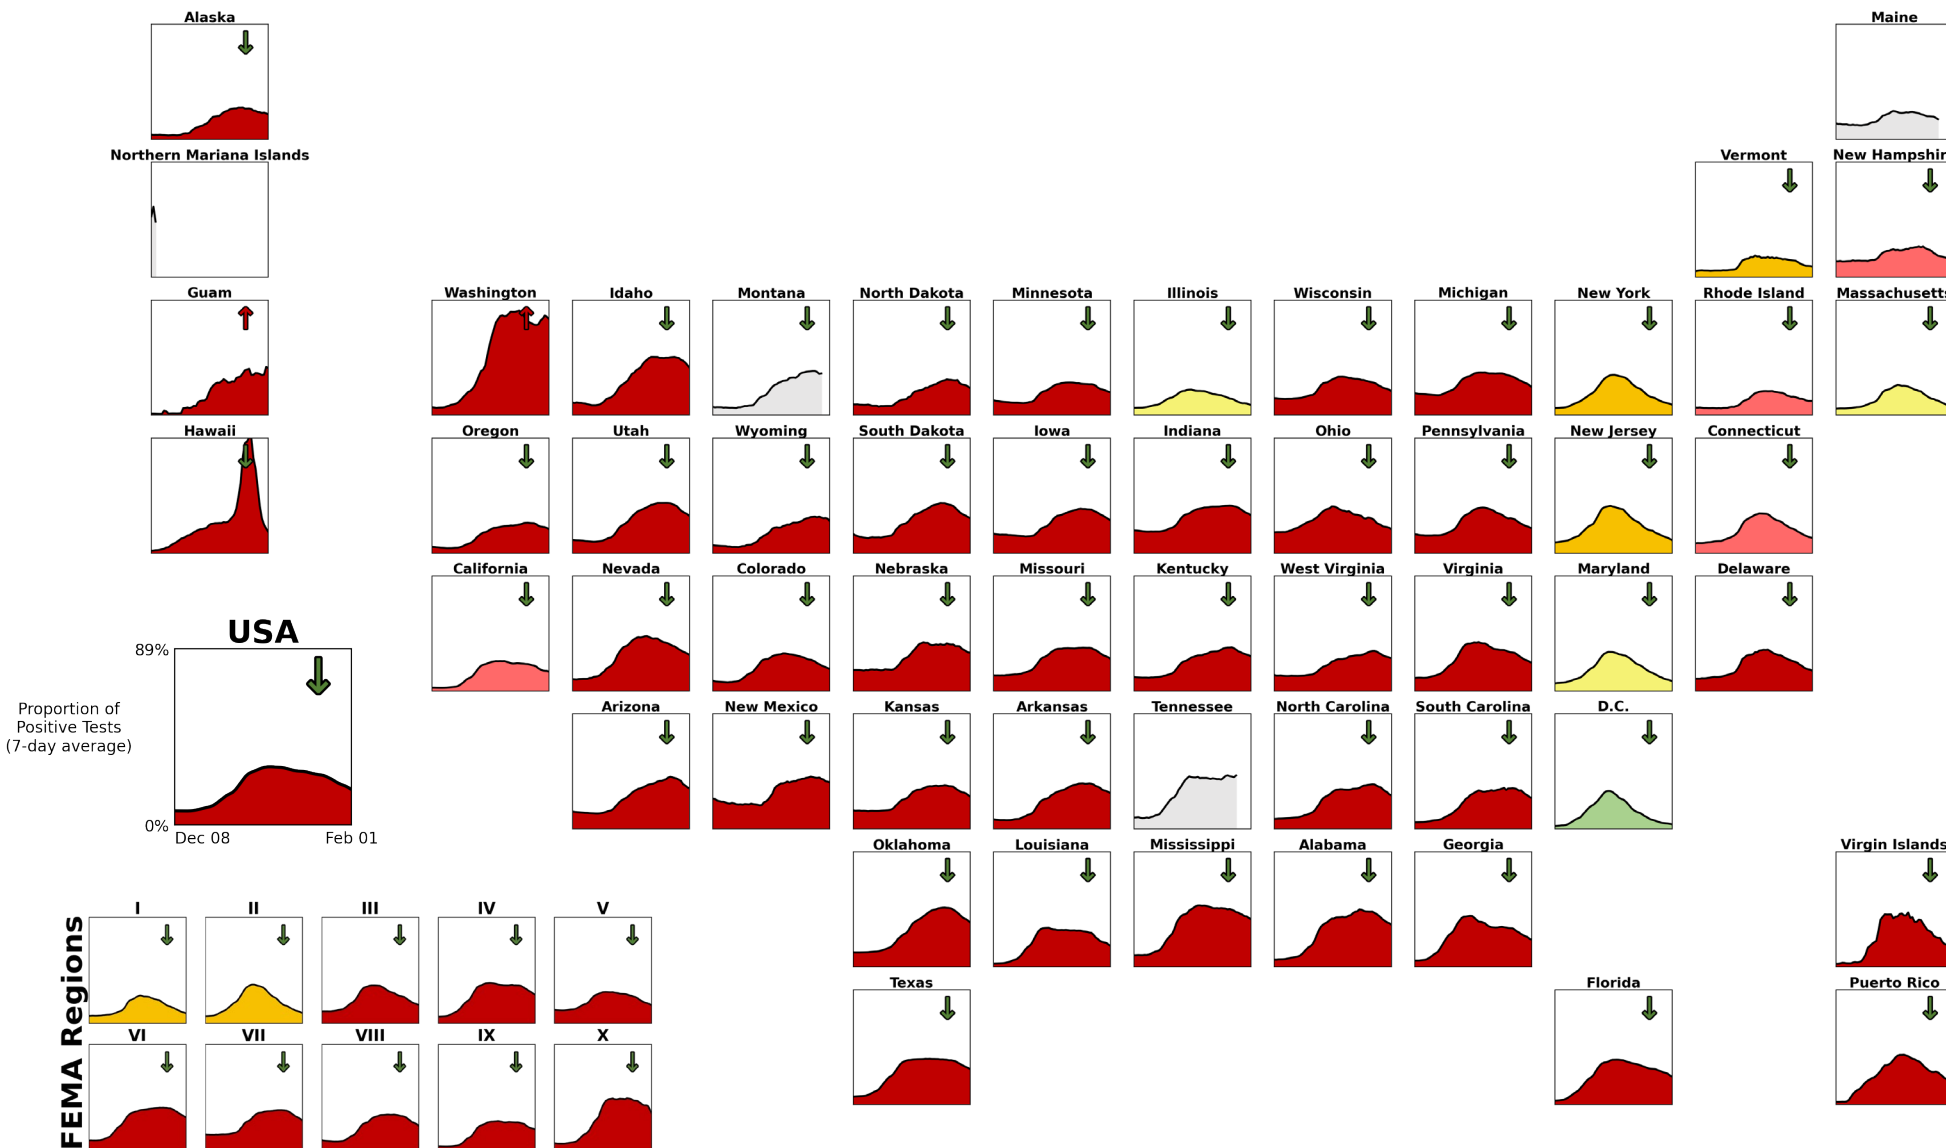 Alaska
Maine
Northern Mariana Islands
Vermont
New Hampshir
Guam
Washington
Idaho
Montana
North Dakota
Minnesota
Illinois
Wisconsin
Michigan
New York
Rhode Island
Massachusetts
Hawaii
Oregon
Utah
Wyoming
South Dakota
Iowa
Indiana
Ohio
Pennsylvania
New Jersey
Connecticut
California
Nevada
Colorado
Nebraska
Missouri
Kentucky
West Virginia
Virginia
Maryland
Delaware
USA
89%
Proportion of
Positive Tests
(7-day average)
0%
Dec 08
Feb 01
Arizona
New Mexico
Kansas
Arkansas
Tennessee
North Carolina
South Carolina
D.C.
Oklahoma
Louisiana
Mississippi
Alabama
Georgia
Virgin Islands
FEMA Regions
I
II
III
IV
V
Texas
Florida
Puerto Rico
VI
VII
VIII
IX
X